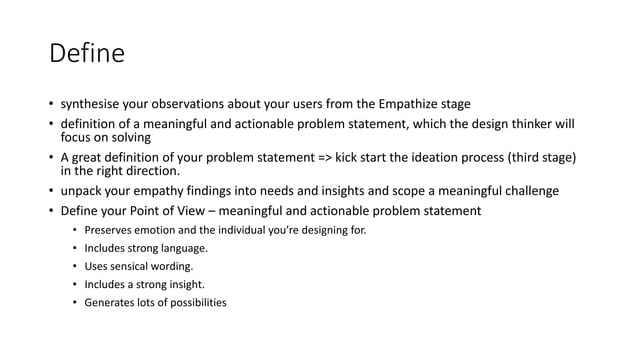 Define
• synthesise your observations about your users from the Empathize stage
• definition of a meaningful and actionable problem statement, which the design thinker will
focus on solving
• A great definition of your problem statement => kick start the ideation process (third stage)
in the right direction.
• unpack your empathy findings into needs and insights and scope a meaningful challenge
• Define your Point of View – meaningful and actionable problem statement
• Preserves emotion and the individual you're designing for.
• Includes strong language.
• Uses sensical wording.
• Includes a strong insight.
• Generates lots of possibilities